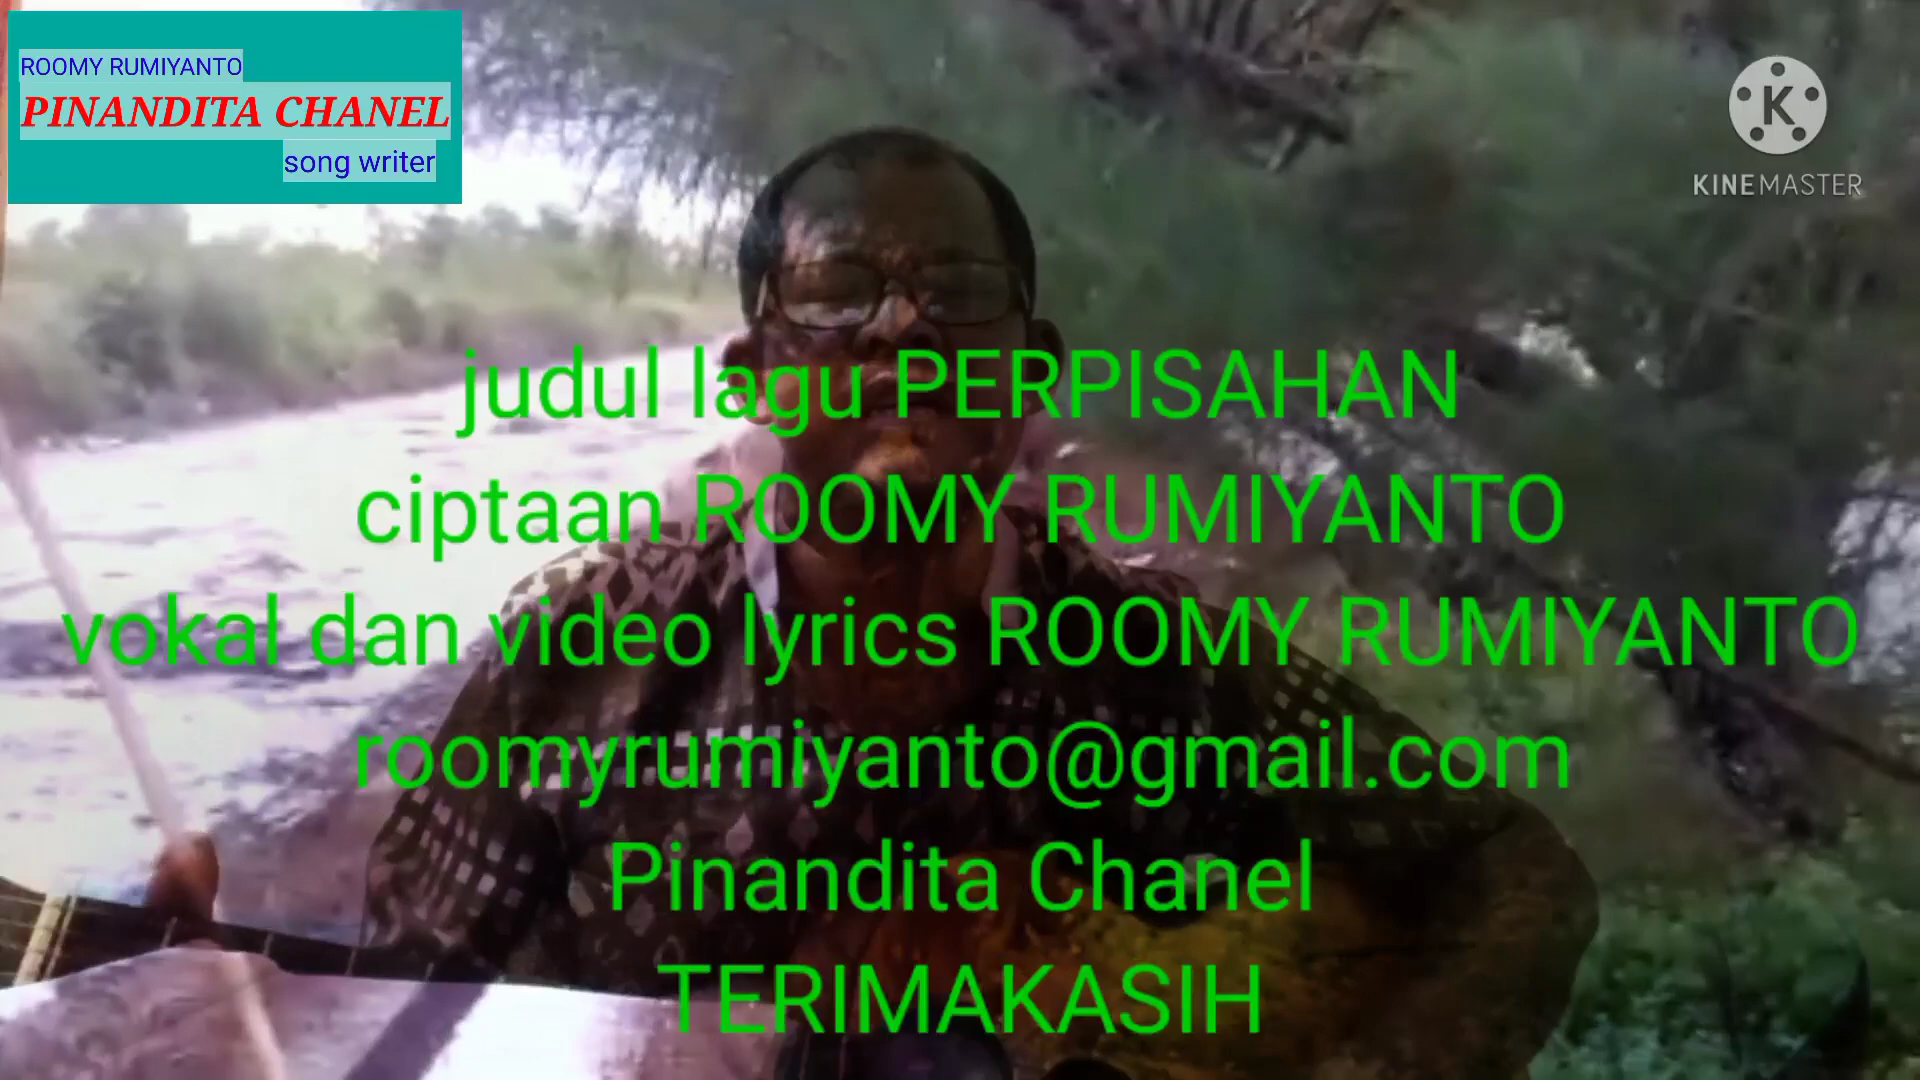 ROOMY RUMIYANTO
PINANDITA CHANEL
song writer
K
KINEMASTER
judul lagu PERPISAHAN
ciptaan ROOMY RUMIYANTO
vokal dan video lyrics ROOMY RUMIYANTO
roomyrumiyanto@gmail.com
Pinandita Chanel
TERIMAKASIH